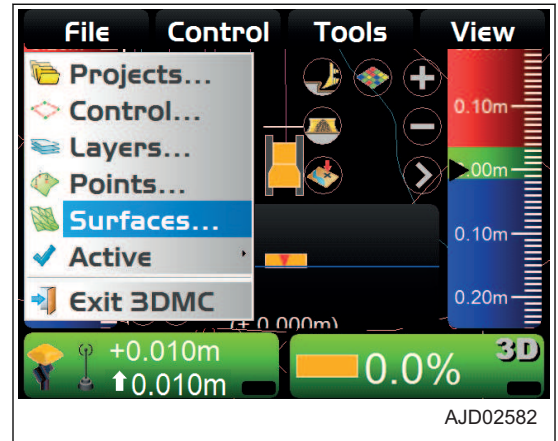 File Control Tools View
Projects...
Control...
Layers...
Points...
Surfaces...
Active
Exit 3DMC
0.10m
0.00m
0.10m
0.20m
(± 0.000m)
+0.010m
0.010m
0.0%
3D
AJD02582